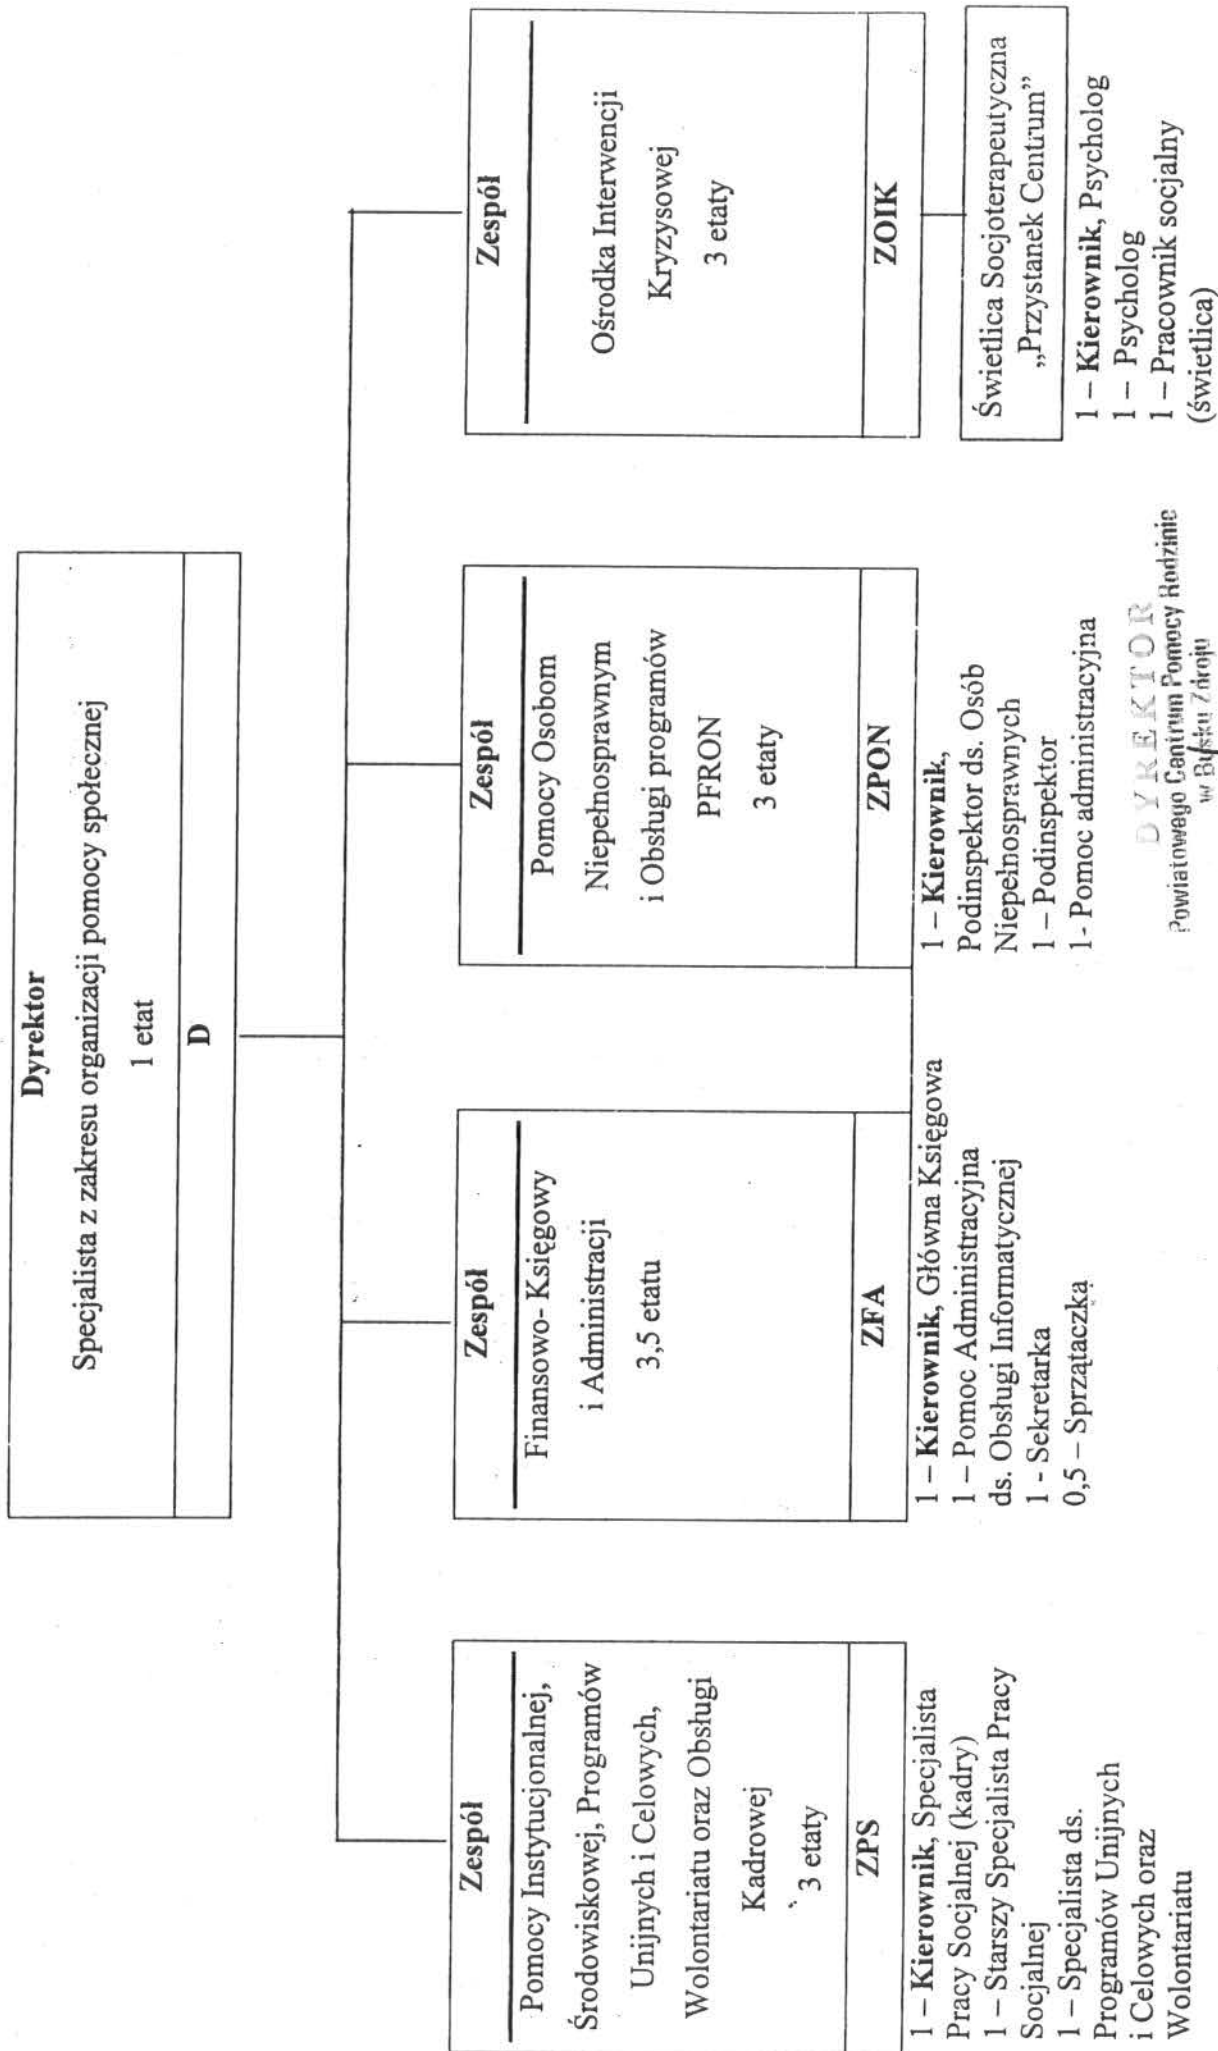 Dyrektor
Specjalista z zakresu organizacji pomocy społecznej
1 etat
D
Zespół
Pomocy Instytucjonalnej,
Środowiskowej, Programów
Unijnych i Celowych,
Wolontariatu oraz Obsługi
Kadrowej
3 etaty
ZPS
1 – Kierownik, Specjalista
Pracy Socjalnej (kadry)
1 – Starszy Specjalista Pracy
Socjalnej
1 – Specjalista ds.
Programów Unijnych
i Celowych oraz
Wolontariatu
Zespół
Finansowo- Księgowy
i Administracji
3,5 etatu
ZFA
1 – Kierownik, Główna Księgowa
1 – Pomoc Administracyjna
ds. Obsługi Informatycznej
1 - Sekretarka
0,5 – Sprzątaczka
Zespół
Pomocy Osobom
Niepełnosprawnym
i Obsługi programów
PFRON
3 etaty
ZPON
1 – Kierownik,
Podinspektor ds. Osób
Niepełnosprawnych
1 – Podinspektor
1- Pomoc administracyjna
Zespół
Ośrodka Interwencji
Kryzysowej
3 etaty
ZOIK
Świetlica Socjoterapeutyczna
„Przystanek Centrum”
1 – Kierownik, Psycholog
1 – Psycholog
1 – Pracownik socjalny
(świetlica)
DYREKTOR
Powiatowego Centrum Pomocy Rodzinie
w Busku Zdroju